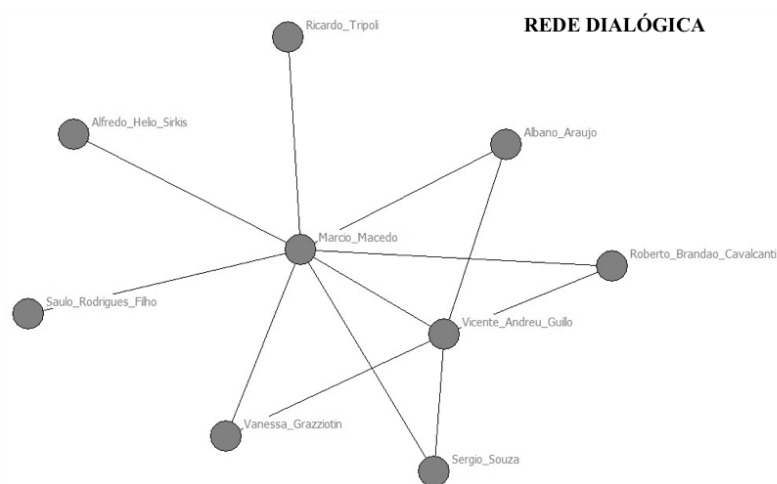 REDE DIALÓGICA
Ricardo_Tripoli
Alfredo_Helio_Sirkis
Albano_Araujo
Marcio_Macedo
Roberto_Brandao_Cavalcanti
Saulo_Rodrigues_Filho
Vicente_Andreu_Guillo
Vanessa_Grazziotin
Sergio_Souza